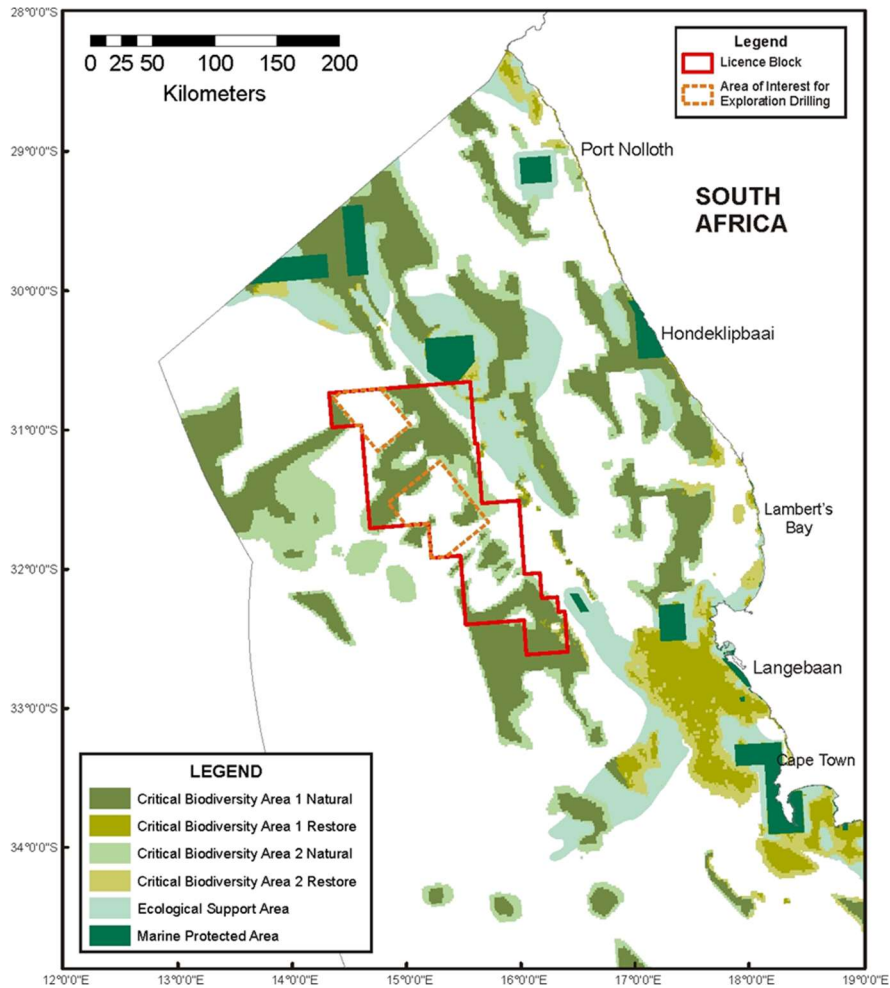 28°0'0"S
29°0'0"S
30°0'0"S
31°0'0"S
32°0'0"S
33°0'0"S
34°0'0"S
0 25 50 100 150 200
Kilometers
Legend
Licence Block
Area of Interest for
Exploration Drilling
Port Nolloth
SOUTH
AFRICA
Hondeklipbaai
Lambert's
Bay
Langebaan
Cape Town
LEGEND
Critical Biodiversity Area 1 Natural
Critical Biodiversity Area 1 Restore
Critical Biodiversity Area 2 Natural
Critical Biodiversity Area 2 Restore
Ecological Support Area
Marine Protected Area
12°0'0"E 13°0'0"E 14°0'0"E 15°0'0"E 16°0'0"E 17°0'0"E 18°0'0"E 19°0'0"E